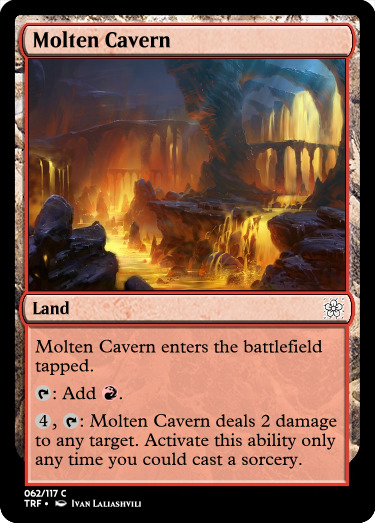 Molten Cavern
Land
Molten Cavern enters the battlefield
tapped.
: Add .
4 , : Molten Cavern deals 2 damage
to any target. Activate this ability only
any time you could cast a sorcery.
062/117 C
TRF • Ivan Laliashvili